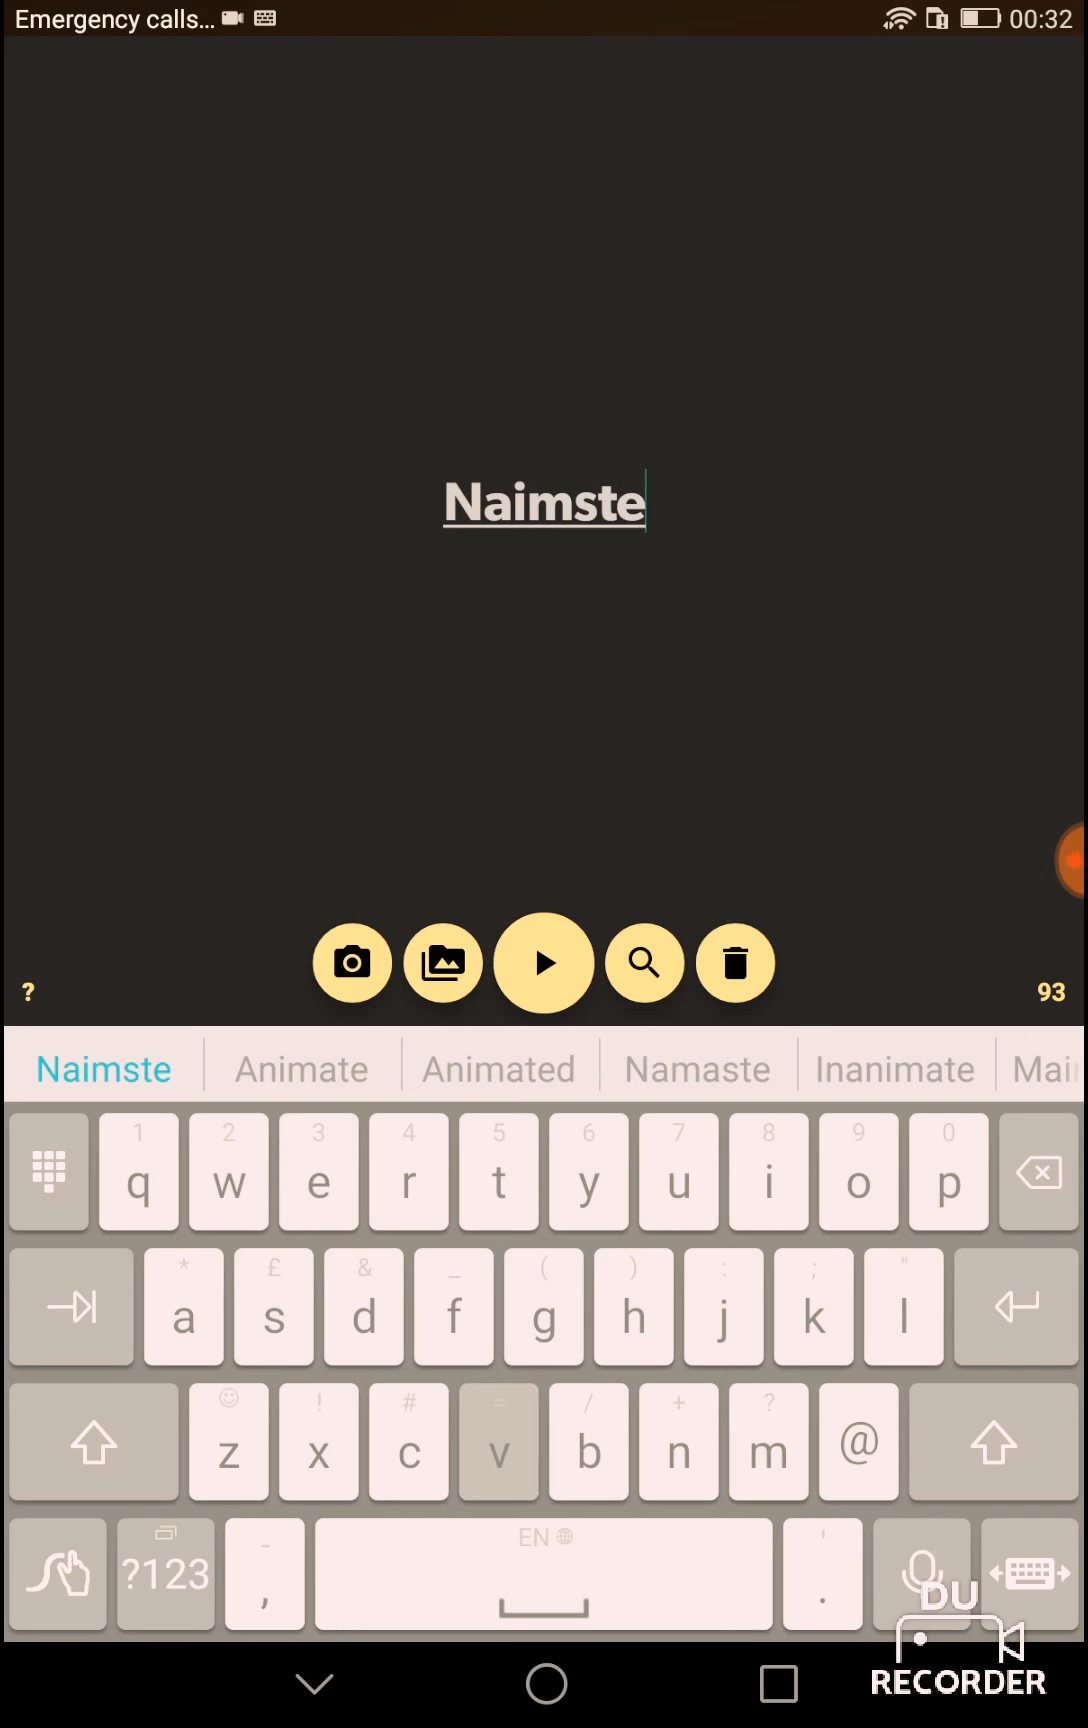 Emergency calls... 00:32
Naimste
? 93
Naimste Animate Animated Namaste Inanimate
1 2 3 4 5 6 7 8 9 0
q w e r t y u i o p
* £ & _ ( ) : ; "
a s d f g h j k l
! # = / + ?
z x c v b n m @
- EN '
?123 , .
DU
RECORDER